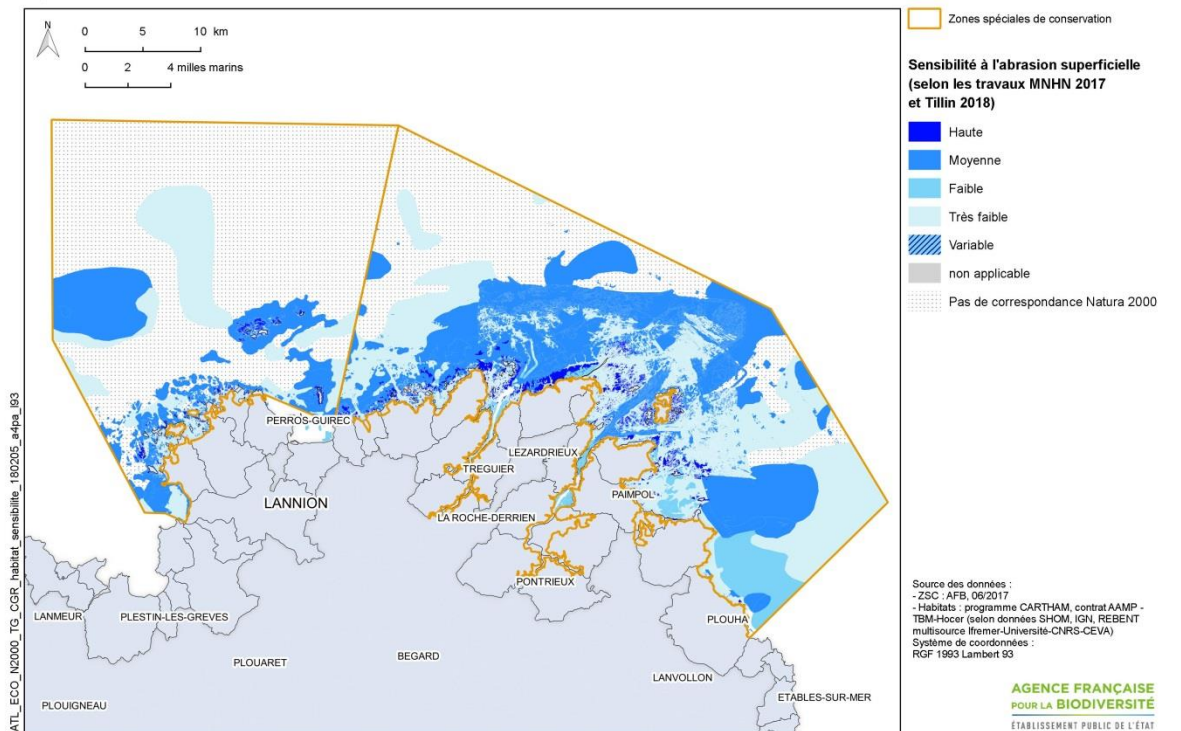 N
0 5 10 km
0 2 4 milles marins
Zones spéciales de conservation
Sensibilité à l'abrasion superficielle
(selon les travaux MNHN 2017
et Tillin 2018)
Haute
Moyenne
Faible
Très faible
Variable
non applicable
Pas de correspondance Natura 2000
PERROS-GUIREC
LEZARDRIEUX
TREGUIER
PAIMPOL
LANNION
LA ROCHE-DERRIEN
PONTRIEUX
LANMEUR
PLESTIN-LES-GREVES
PLOUHA
PLOUARET
BEGARD
LANVOLLON
ETABLES-SUR-MER
PLOUIGNEAU
ATL_ECO_N2000_TG_CGR_habitat_sensibilite_180205_a4pa_l93
Source des données :
- ZSC : AFB, 06/2017
- Habitats : programme CARTHAM, contrat AAMP -
TBM-Hocer (selon données SHOM, IGN, REBENT
multisource Ifremer-Université-CNRS-CEVA)
Système de coordonnées :
RGF 1993 Lambert 93
AGENCE FRANÇAISE
POUR LA BIODIVERSITÉ
ÉTABLISSEMENT PUBLIC DE L'ÉTAT